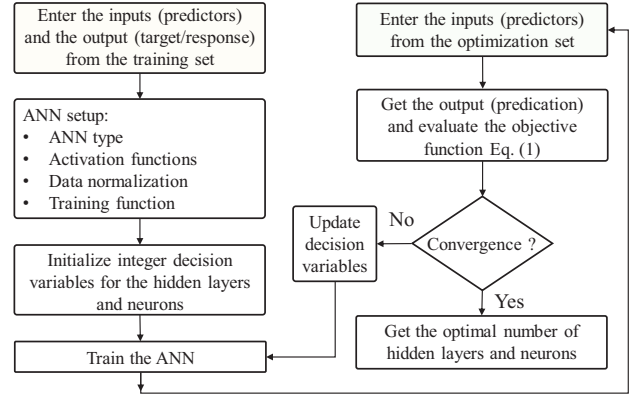 Enter the inputs (predictors)
and the output (target/response)
from the training set
ANN setup:
• ANN type
• Activation functions
• Data normalization
• Training function
Initialize integer decision
variables for the hidden layers
and neurons
Train the ANN
Enter the inputs (predictors)
from the optimization set
Get the output (predication)
and evaluate the objective
function Eq. (1)
Convergence ?
No
Update
decision
variables
Yes
Get the optimal number of
hidden layers and neurons